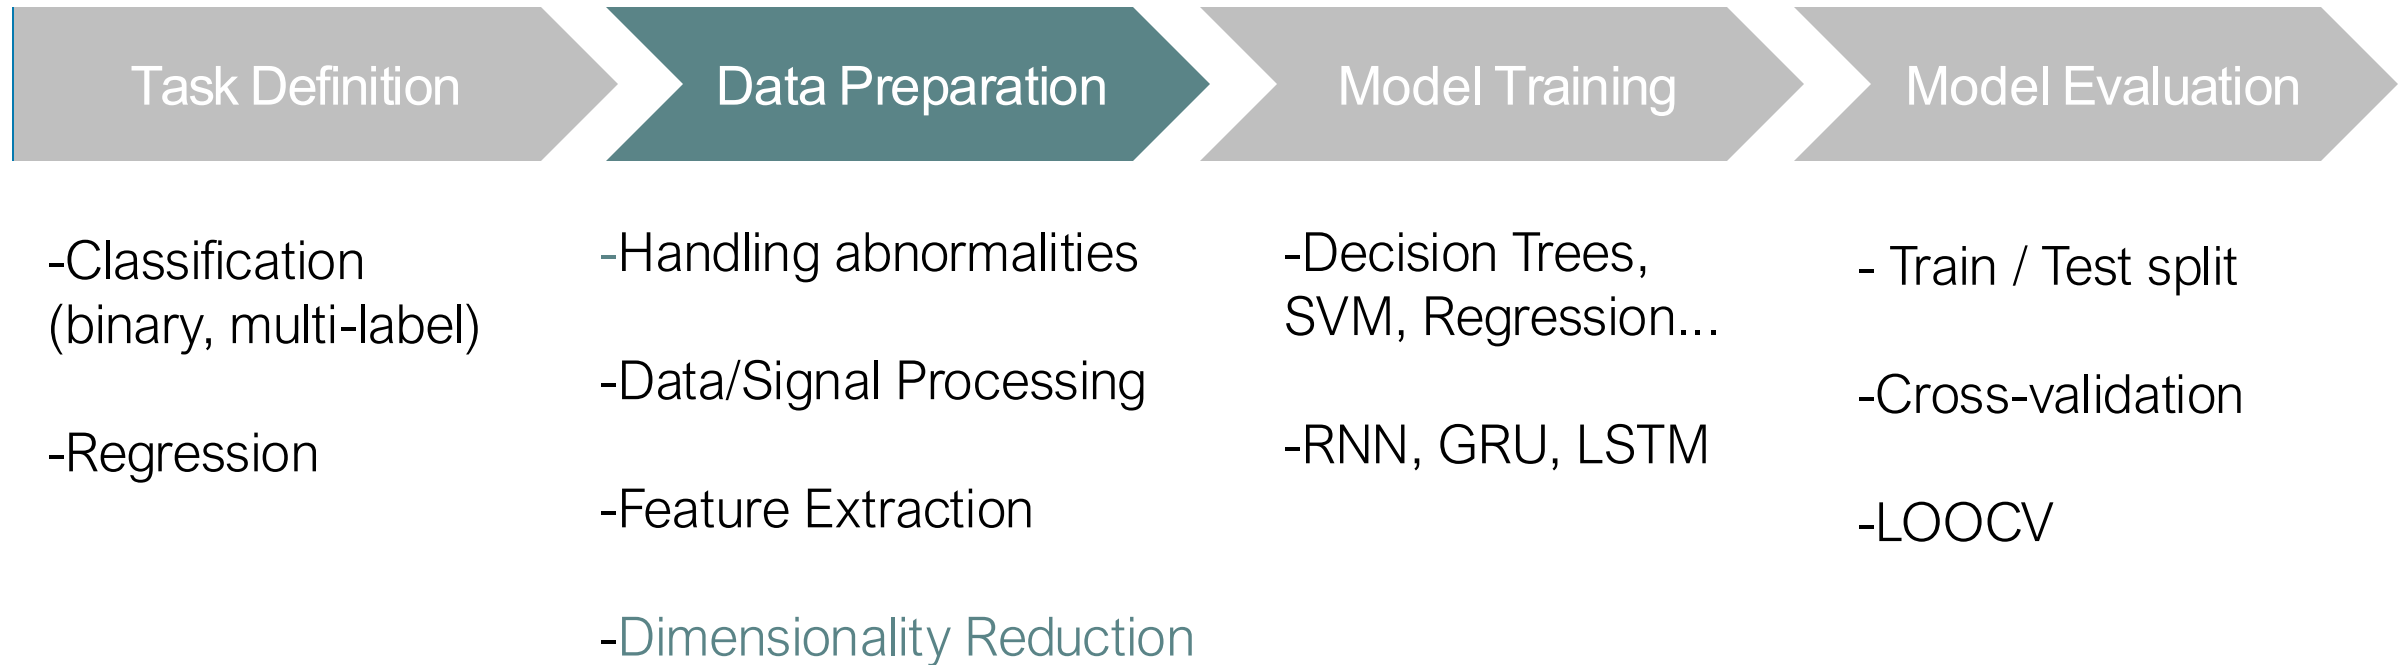 Task Definition
Data Preparation
Model Training
Model Evaluation
-Classification
(binary, multi-label)
-Regression
-Handling abnormalities
-Data/Signal Processing
-Feature Extraction
-Dimensionality Reduction
-Decision Trees,
SVM, Regression...
-RNN, GRU, LSTM
- Train / Test split
-Cross-validation
-LOOCV